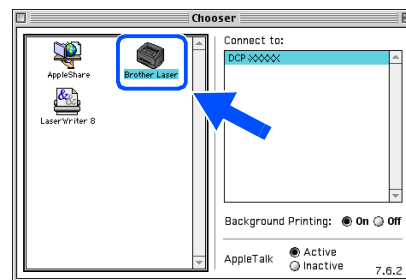 Chooser
AppleShare
Brother Laser
LaserWriter 8
Connect to:
DCP-XXXXX
Background Printing: On Off
AppleTalk
Active
Inactive
7.6.2